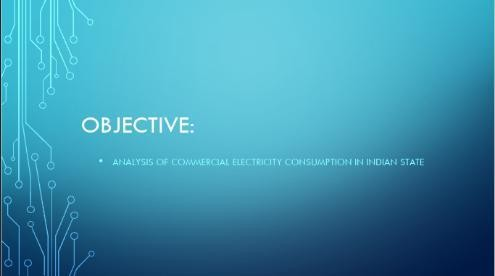 OBJECTIVE:
• ANALYSIS OF COMMERCIAL ELECTRICITY CONSUMPTION IN INDIAN STATE